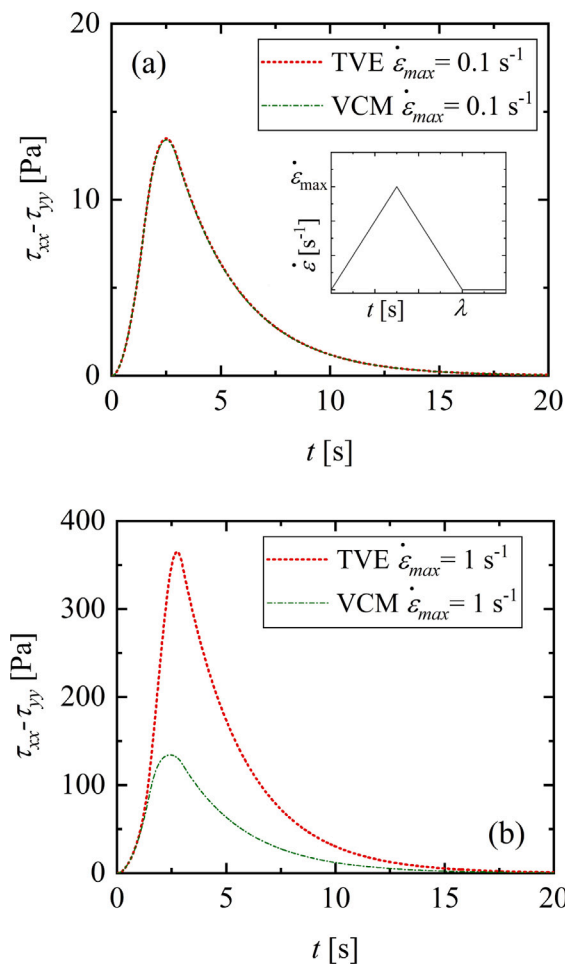 (a)
TVE ε̇max= 0.1 s-1
VCM ε̇max= 0.1 s-1
20
10
0
τxx-τyy [Pa]
ε̇max
ε̇ [s-1]
t [s]
λ
0 5 10 15 20
t [s]
TVE ε̇max= 1 s-1
VCM ε̇max= 1 s-1
400
300
200
100
0
τxx-τyy [Pa]
(b)
0 5 10 15 20
t [s]